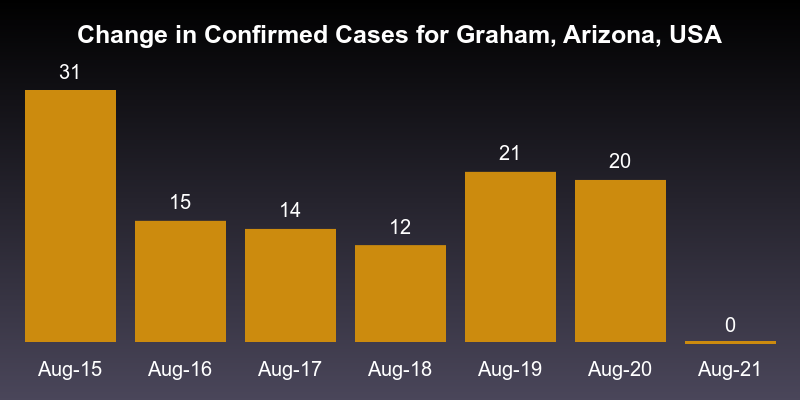 Change in Confirmed Cases for Graham, Arizona, USA
31
15
14
12
21
20
0
Aug-15
Aug-16
Aug-17
Aug-18
Aug-19
Aug-20
Aug-21